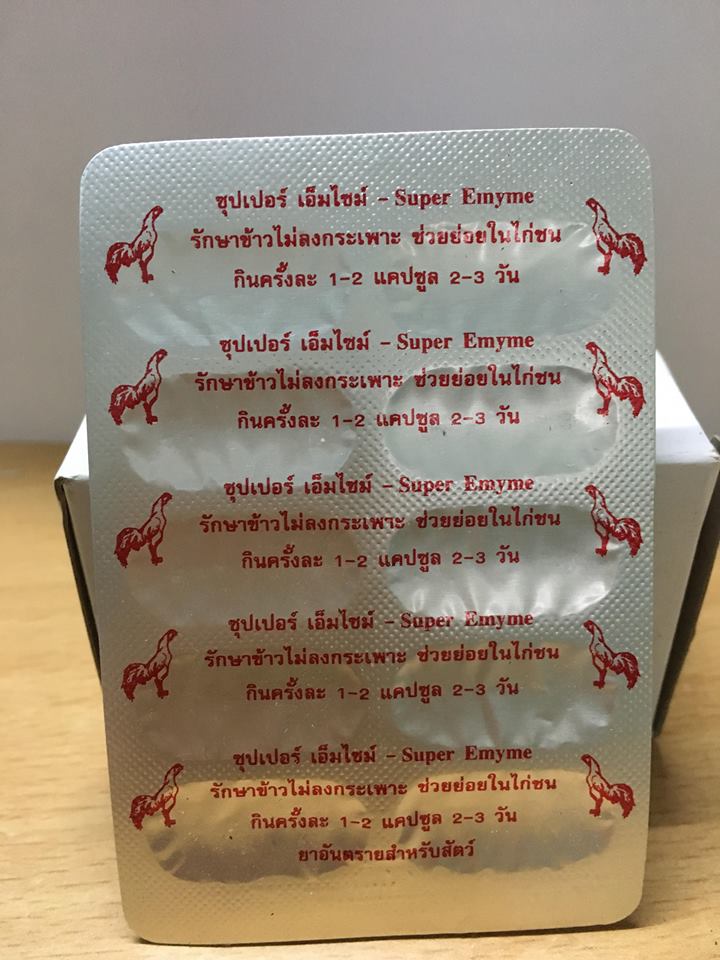 ซุปเปอร์ เอ็มไซม์ - Super Emyme
รักษาข้าวไม่ลงกระเพาะ ช่วยย่อยในไก่ชน
กินครั้งละ 1-2 แคปซูล 2-3 วัน
ซุปเปอร์ เอ็มไซม์ - Super Emyme
รักษาข้าวไม่ลงกระเพาะ ช่วยย่อยในไก่ชน
กินครั้งละ 1-2 แคปซูล 2-3 วัน
ซุปเปอร์ เอ็มไซม์ - Super Emyme
รักษาข้าวไม่ลงกระเพาะ ช่วยย่อยในไก่ชน
กินครั้งละ 1-2 แคปซูล 2-3 วัน
ซุปเปอร์ เอ็มไซม์ - Super Emyme
รักษาข้าวไม่ลงกระเพาะ ช่วยย่อยในไก่ชน
กินครั้งละ 1-2 แคปซูล 2-3 วัน
ซุปเปอร์ เอ็มไซม์ - Super Emyme
รักษาข้าวไม่ลงกระเพาะ ช่วยย่อยในไก่ชน
กินครั้งละ 1-2 แคปซูล 2-3 วัน
ยาอันตรายสำหรับสัตว์